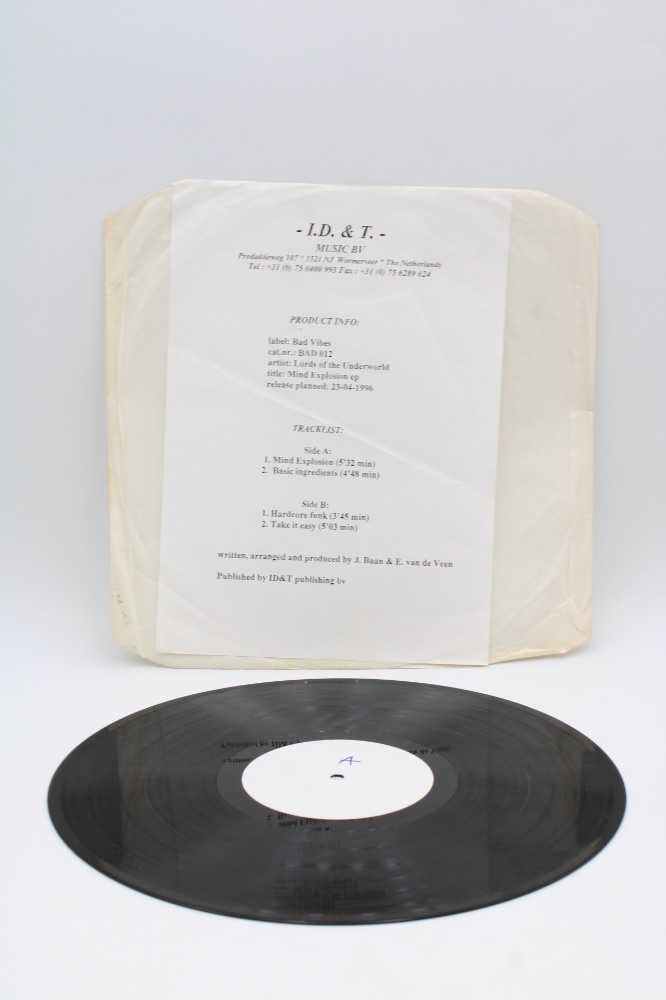 - I.D. & T. -
MUSIC BV
Produktieweg 107 * 1521 NJ Wormerveer * The Netherlands
Tel : +31 (0) 75 6400 993 Fax : +31 (0) 75 6289 624
PRODUCT INFO:
label: Bad Vibes
cat.nr.: BAD 012
artist: Lords of the Underworld
title: Mind Explosion ep
release planned: 23-04-1996
TRACKLIST:
Side A:
1. Mind Explosion (5'32 min)
2. Basic ingredients (4'48 min)
Side B:
1. Hardcore funk (3'45 min)
2. Take it easy (5'03 min)
written, arranged and produced by J. Baan & E. van de Veen
Published by ID&T publishing bv
A